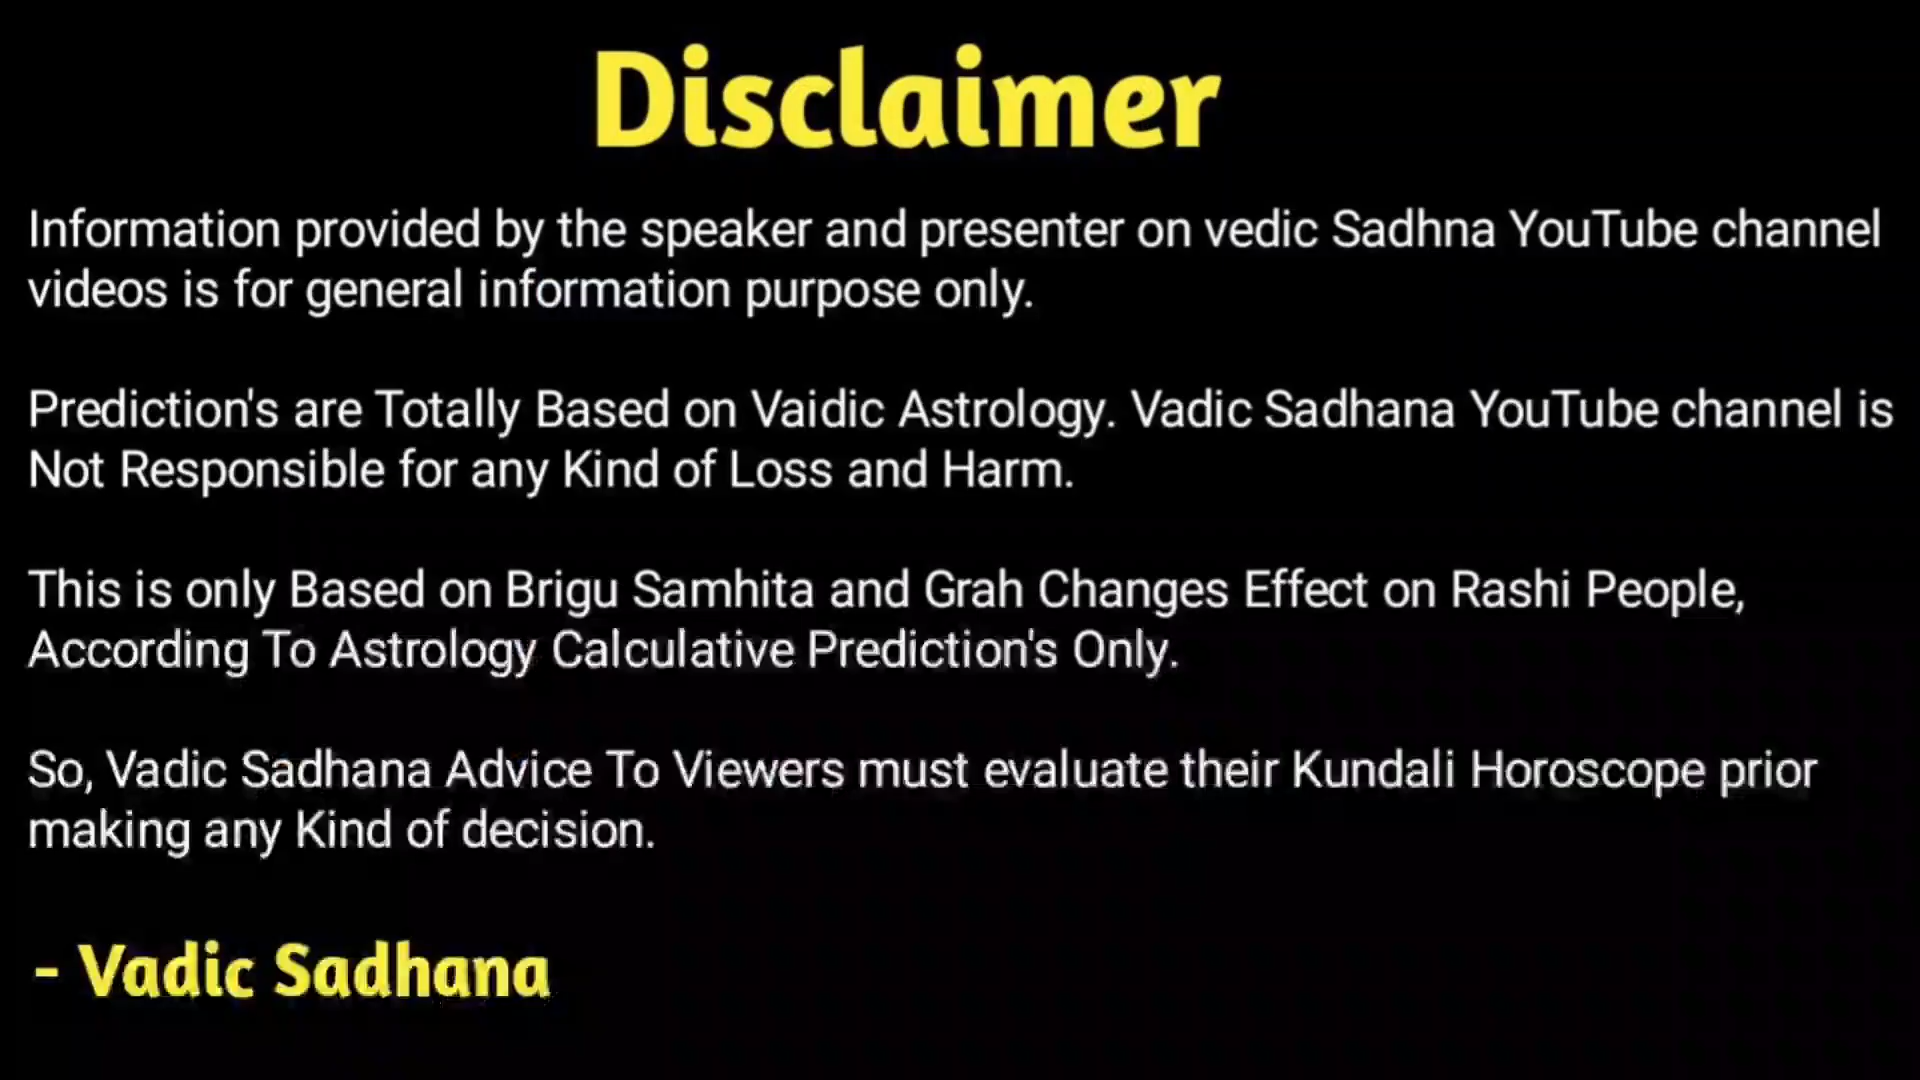 Disclaimer
Information provided by the speaker and presenter on vedic Sadhna YouTube channel
videos is for general information purpose only.
Prediction's are Totally Based on Vaidic Astrology. Vadic Sadhana YouTube channel is
Not Responsible for any Kind of Loss and Harm.
This is only Based on Brigu Samhita and Grah Changes Effect on Rashi People,
According To Astrology Calculative Prediction's Only.
So, Vadic Sadhana Advice To Viewers must evaluate their Kundali Horoscope prior
making any Kind of decision.
- Vadic Sadhana